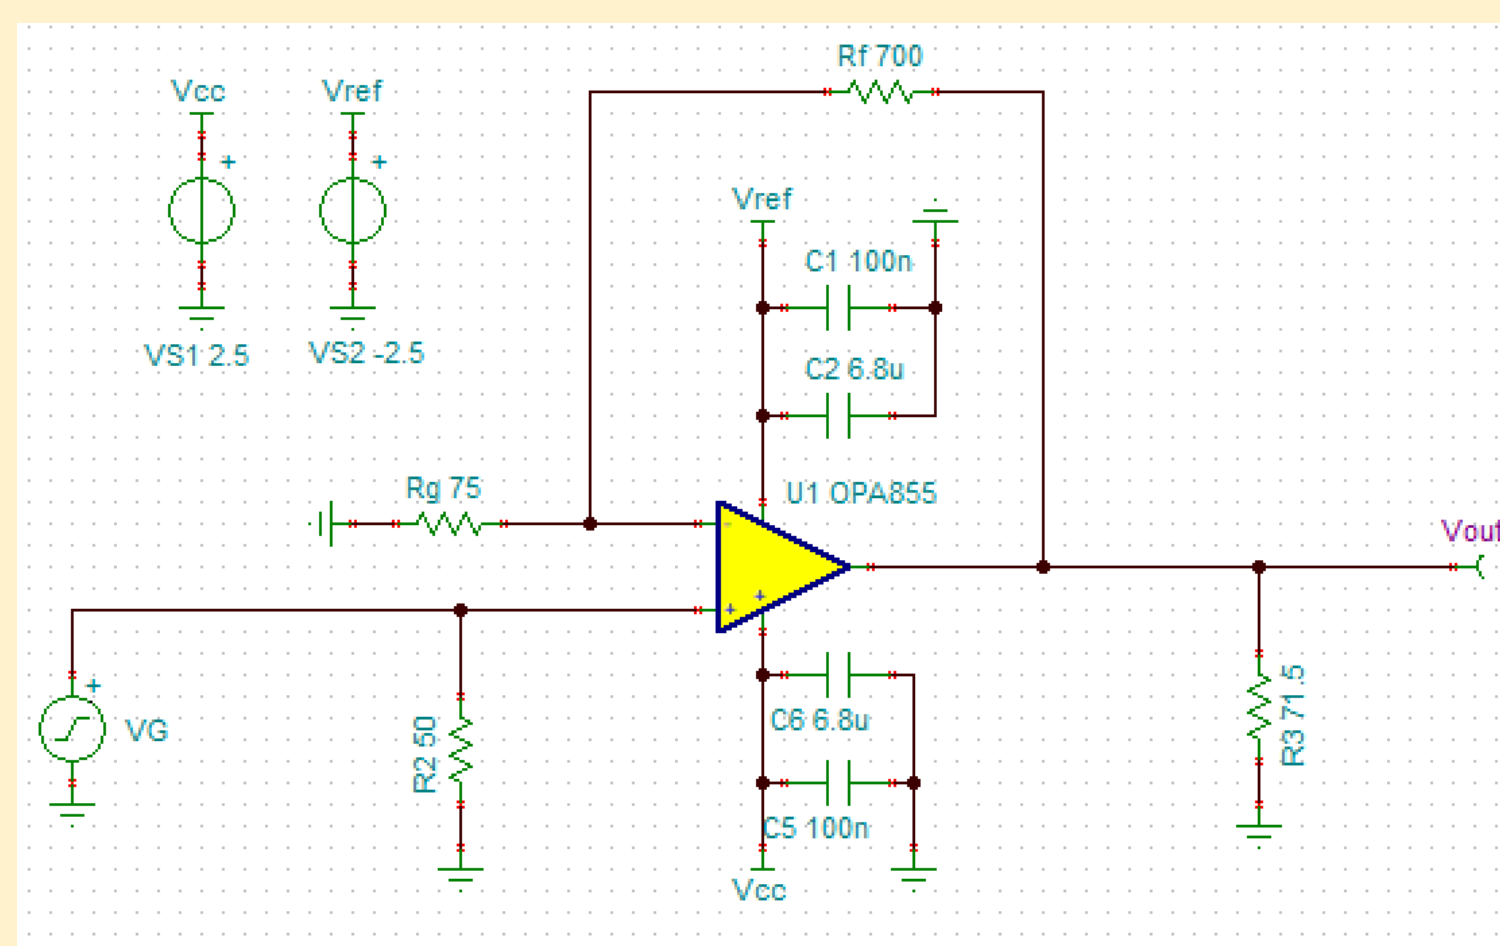 Rf 700
Vcc
Vref
+
+
Vref
C1 100n
VS1 2.5
VS2 -2.5
C2 6.8u
Rg 75
U1 OPA855
-
Vout
+
+
+
VG
R2 50
C6 6.8u
R3 71.5
C5 100n
Vcc